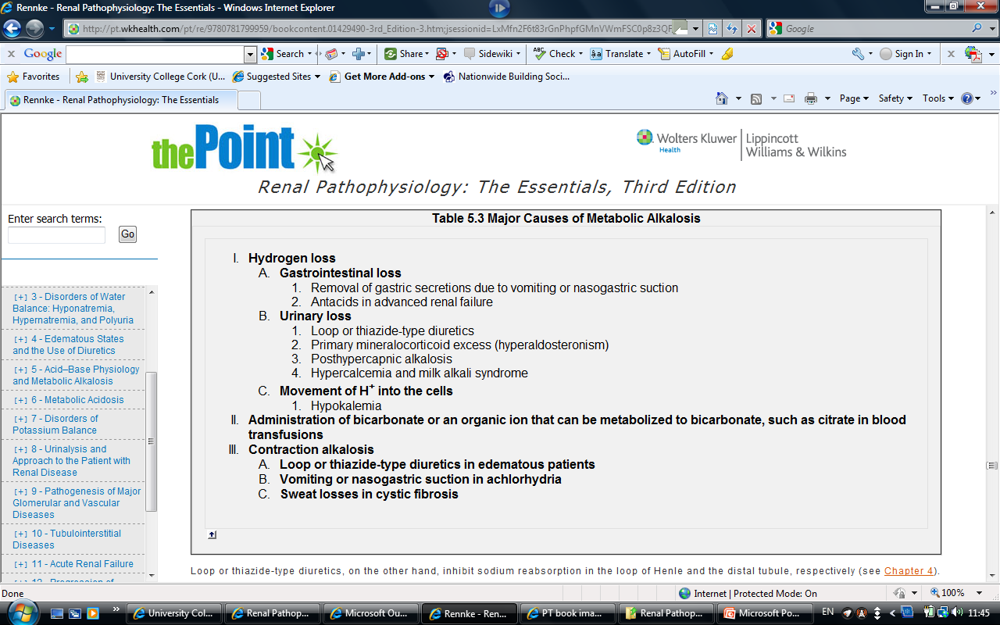 Rennke - Renal Pathophysiology: The Essentials - Windows Internet Explorer
http://pt.wkhealth.com/pt/re/9780781799959/bookcontent.01429490-3rd_Edition-3.htm;jsessionid=LxMfn2F6t83rGnPhpfGMnVWmFSC0p8z3QF
Google
x Google Search Share Sidewiki Check Translate AutoFill Sign In x
Favorites University College Cork (U... Suggested Sites Get More Add-ons Nationwide Building Soci...
Rennke - Renal Pathophysiology: The Essentials
Page Safety Tools
thePoint
Wolters Kluwer Health
Lippincott Williams & Wilkins
Renal Pathophysiology: The Essentials, Third Edition
Enter search terms:
Go
[+] 3 - Disorders of Water
Balance: Hyponatremia,
Hypernatremia, and Polyuria
[+] 4 - Edematous States
and the Use of Diuretics
[+] 5 - Acid–Base Physiology
and Metabolic Alkalosis
[+] 6 - Metabolic Acidosis
[+] 7 - Disorders of
Potassium Balance
[+] 8 - Urinalysis and
Approach to the Patient with
Renal Disease
[+] 9 - Pathogenesis of Major
Glomerular and Vascular
Diseases
[+] 10 - Tubulointerstitial
Diseases
[+] 11 - Acute Renal Failure
Table 5.3 Major Causes of Metabolic Alkalosis
I. Hydrogen loss
A. Gastrointestinal loss
1. Removal of gastric secretions due to vomiting or nasogastric suction
2. Antacids in advanced renal failure
B. Urinary loss
1. Loop or thiazide-type diuretics
2. Primary mineralocorticoid excess (hyperaldosteronism)
3. Posthypercapnic alkalosis
4. Hypercalcemia and milk alkali syndrome
C. Movement of H+ into the cells
1. Hypokalemia
II. Administration of bicarbonate or an organic ion that can be metabolized to bicarbonate, such as citrate in blood
transfusions
III. Contraction alkalosis
A. Loop or thiazide-type diuretics in edematous patients
B. Vomiting or nasogastric suction in achlorhydria
C. Sweat losses in cystic fibrosis
Loop or thiazide-type diuretics, on the other hand, inhibit sodium reabsorption in the loop of Henle and the distal tubule, respectively (see Chapter 4).
Done Internet | Protected Mode: On 100%
University Col... Renal Pathop... Microsoft Ou... Rennke - Ren... PT book ima... Renal Pathop... Microsoft Po... EN 11:45